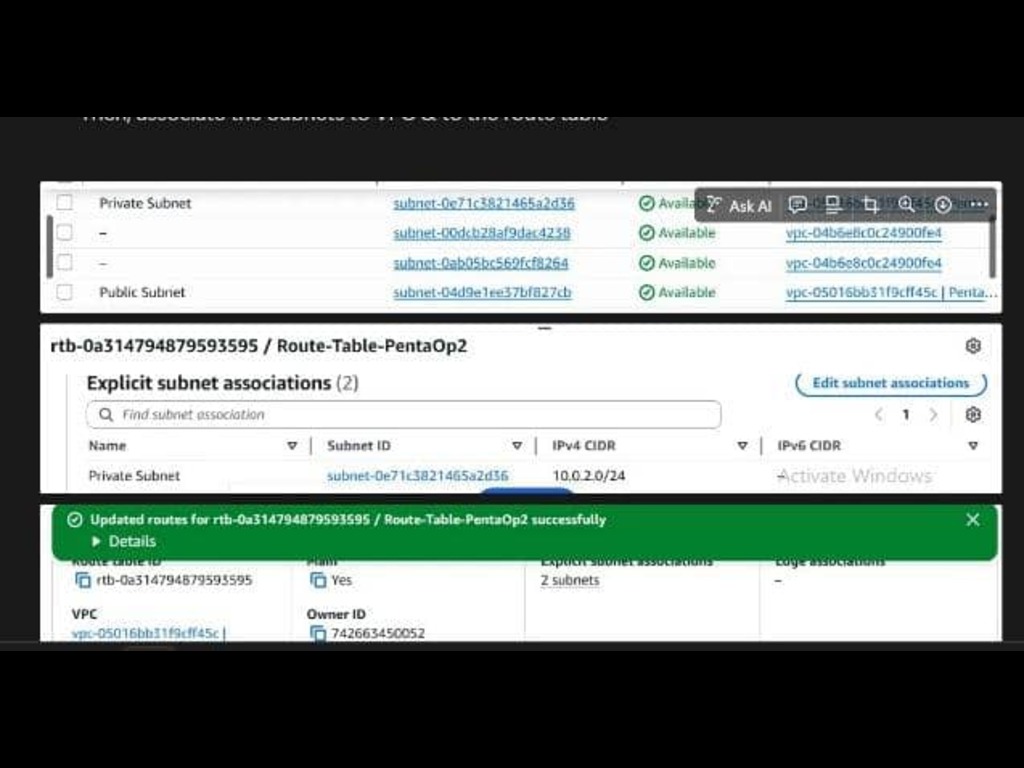 Then, associate the Subnets to VPC & to the route table
Private Subnet subnet-0e71c3821465a2d36 Availab Ask AI
– subnet-00dcb28af9dac4238 Available vpc-04b6e8c0c24900fe4
– subnet-0ab05bc569fcf8264 Available vpc-04b6e8c0c24900fe4
Public Subnet subnet-04d9e1ee37bf827cb Available vpc-05016bb31f9cff45c | Penta...
rtb-0a314794879593595 / Route-Table-PentaOp2
Explicit subnet associations (2) Edit subnet associations
Find subnet association 1
Name Subnet ID IPv4 CIDR IPv6 CIDR
Private Subnet subnet-0e71c3821465a2d36 10.0.2.0/24 – Activate Windows
Updated routes for rtb-0a314794879593595 / Route-Table-PentaOp2 successfully
Details
Route table ID Main Explicit subnet associations Edge associations
rtb-0a314794879593595 Yes 2 subnets –
VPC Owner ID
vpc-05016bb31f9cff45c | 742663450052